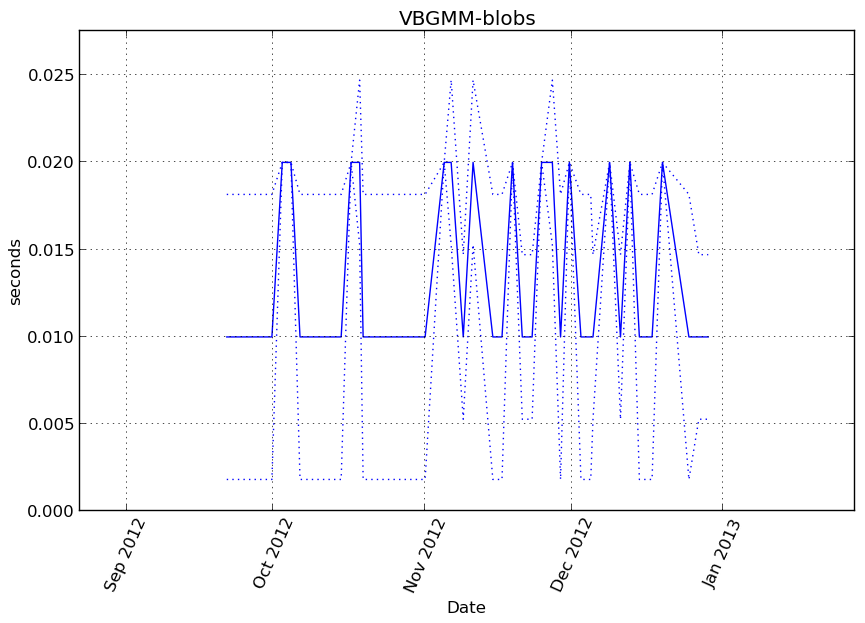 VBGMM-blobs
0.025
0.020
0.015
0.010
0.005
0.000
seconds
Sep 2012
Oct 2012
Nov 2012
Dec 2012
Jan 2013
Date